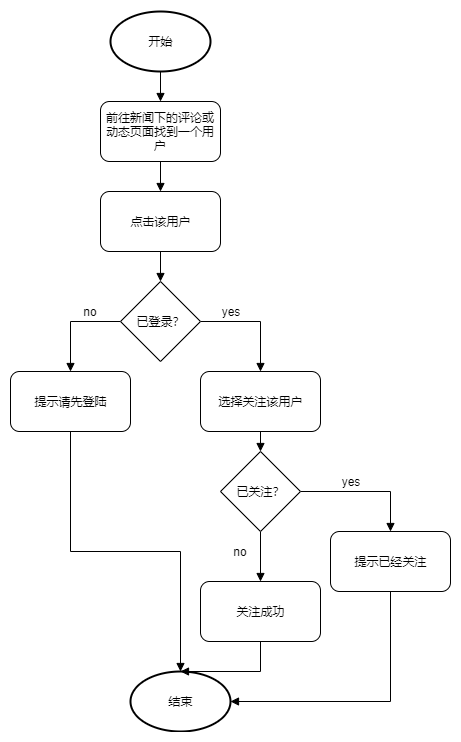 开始
前往新闻下的评论或
动态页面找到一个用
户
点击该用户
no
已登录?
yes
提示请先登陆
选择关注该用户
已关注?
yes
no
提示已经关注
关注成功
结束